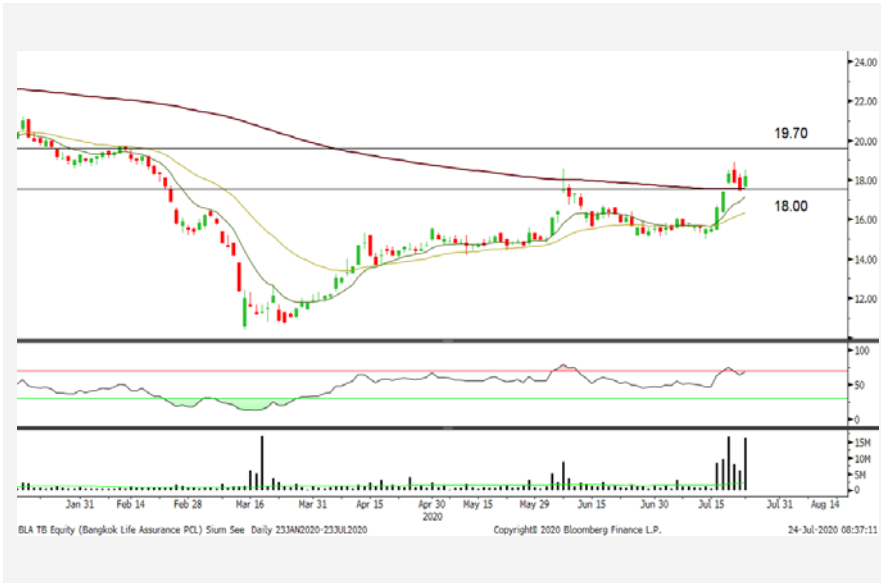 24.00
22.00
19.70
20.00
18.00
18.00
16.00
14.00
12.00
100
50
0
15M
10M
5M
0
Jan 31 Feb 14 Feb 28 Mar 16 Mar 31 Apr 15 Apr 30 May 15 May 29 Jun 15 Jun 30 Jul 15 Jul 31 Aug 14
2020
BLA TB Equity (Bangkok Life Assurance PCL) Sium See Daily 23JAN2020-23JUL2020 Copyright© 2020 Bloomberg Finance L.P. 24-Jul-2020 08:37:11